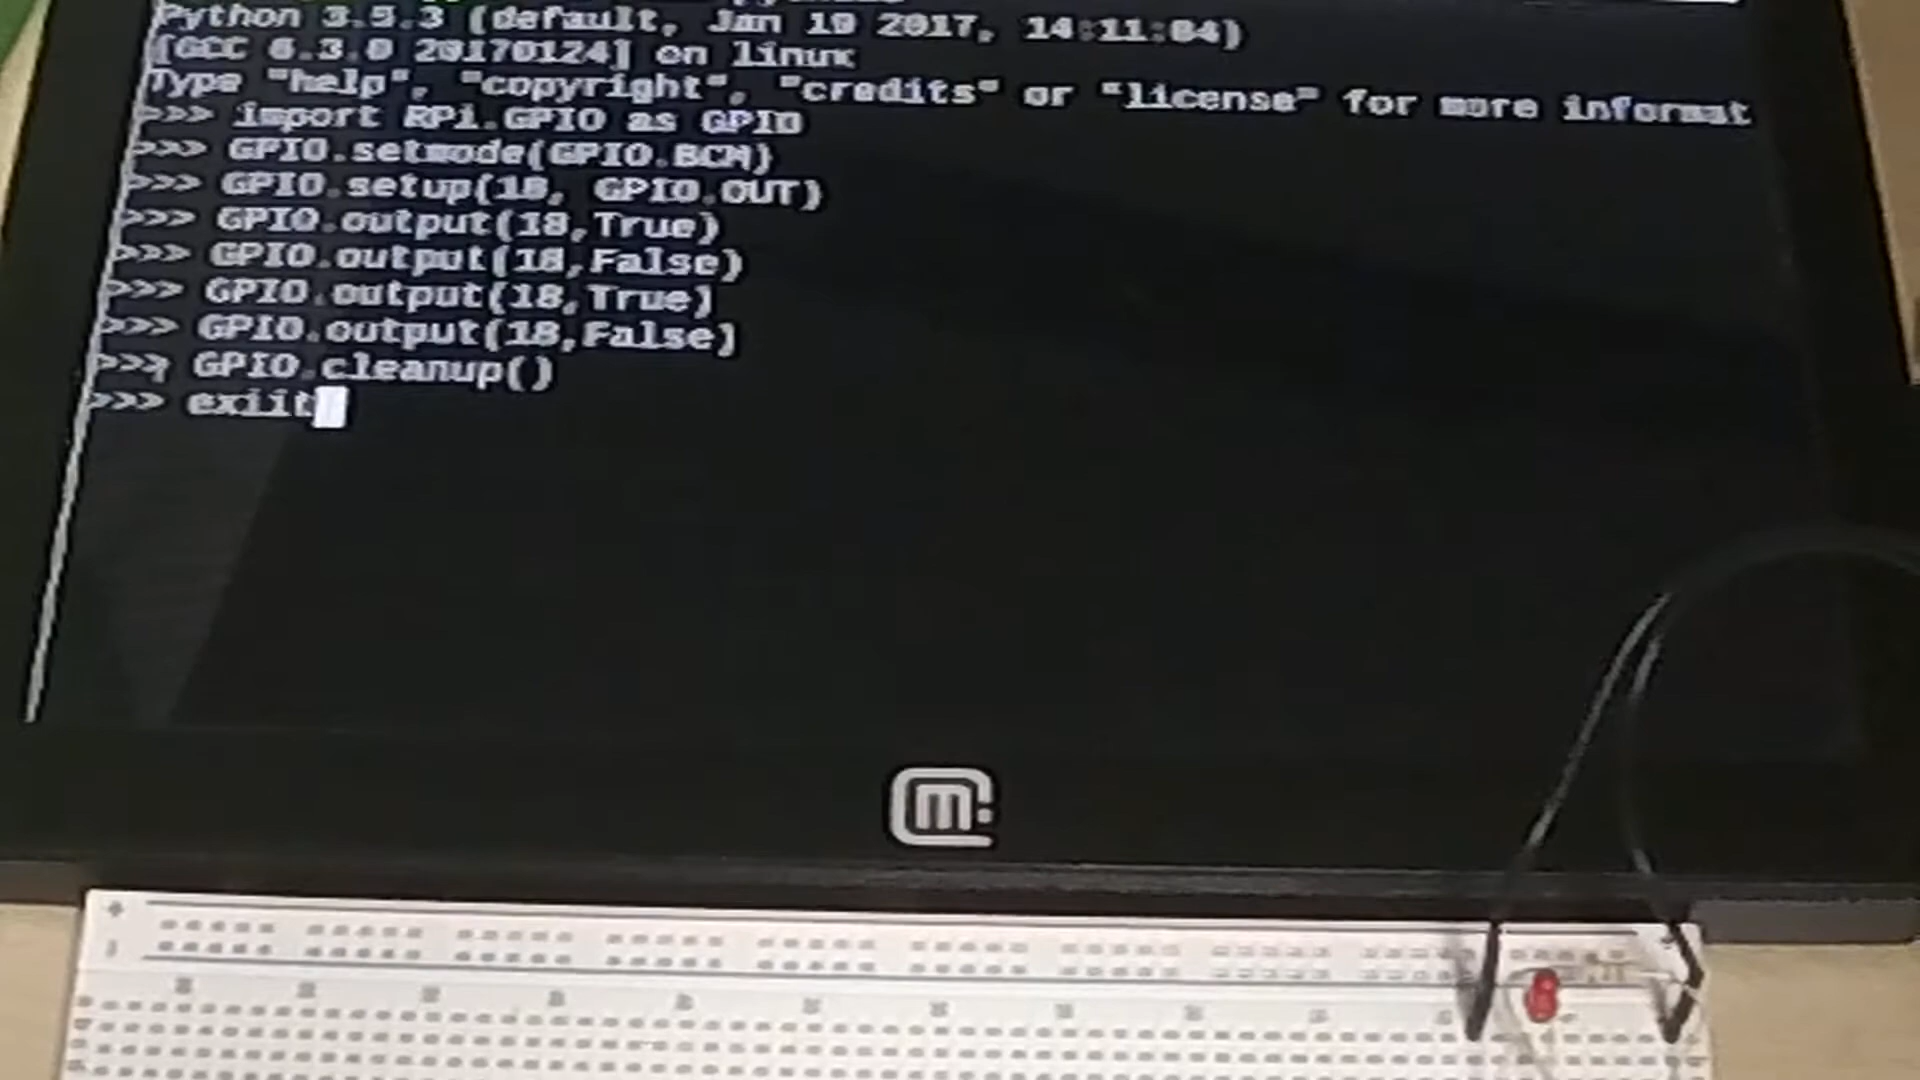 Python 3.5.3 (default, Jan 19 2017, 14:11:04)
[GCC 6.3.0 20170124] on linux
Type "help", "copyright", "credits" or "license" for more informat
>>> import RPi.GPIO as GPIO
>>> GPIO.setmode(GPIO.BCM)
>>> GPIO.setup(18, GPIO.OUT)
>>> GPIO.output(18,True)
>>> GPIO.output(18,False)
>>> GPIO.output(18,True)
>>> GPIO.output(18,False)
>>> GPIO.cleanup()
>>> exiit
m